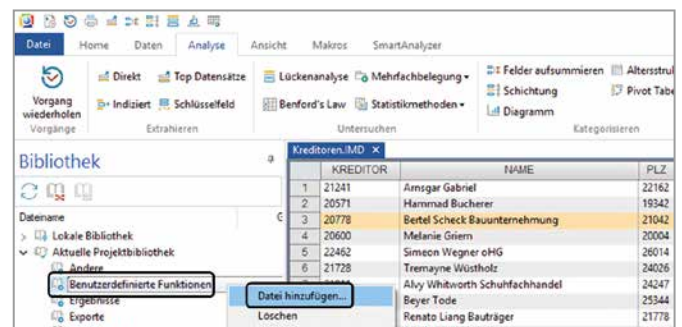 Datei Home Daten Analyse Ansicht Makros SmartAnalyzer
Vorgang wiederholen
Vorgänge
Direkt Top Datensätze
Indiziert Schlüsselfeld
Extrahieren
Lückenanalyse Mehrfachbelegung
Benford's Law Statistikmethoden
Untersuchen
Felder aufsummieren Altersstruk
Schichtung Pivot Tabe
Diagramm
Kategorisieren
Bibliothek
Dateiname G
Lokale Bibliothek
Aktuelle Projektbibliothek
Andere
Benutzerdefinierte Funktionen
Ergebnisse
Exporte
Datei hinzufügen...
Löschen
Kreditoren.IMD
KREDITOR NAME PLZ
1 21241 Arnsgar Gabriel 22162
2 20571 Hammad Bucherer 19342
3 20778 Bertel Scheck Bauunternehmung 21042
4 20600 Melanie Griem 20004
5 22462 Simeon Wegner oHG 26014
6 21728 Tremayne Wüstholz 24026
Alvy Whitworth Schuhfachhandel 24247
Beyer Tode 25344
Renato Liang Bauträger 21778